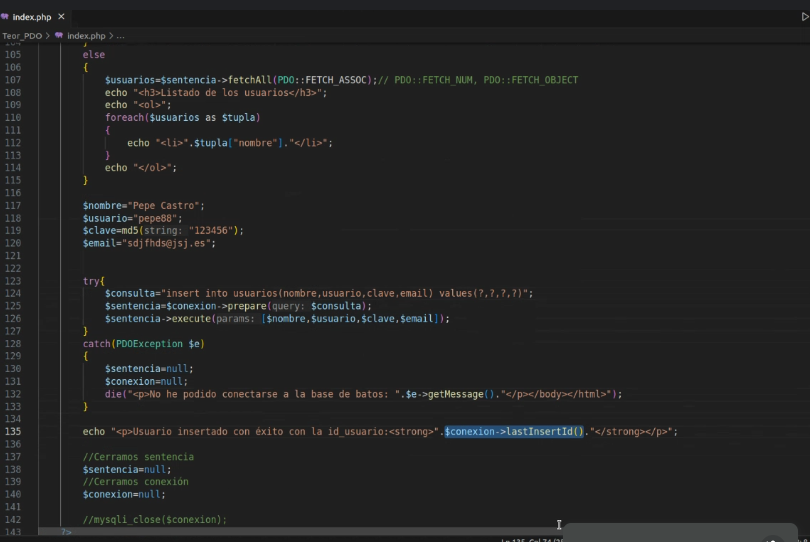 index.php
Teor_PDO > index.php > ...
104 }
105 else
106 {
107 $usuarios=$sentencia->fetchAll(PDO::FETCH_ASSOC);// PDO::FETCH_NUM, PDO::FETCH_OBJECT
108 echo "<h3>Listado de los usuarios</h3>";
109 echo "<ol>";
110 foreach($usuarios as $tupla)
111 {
112 echo "<li>".$tupla["nombre"]."</li>";
113 }
114 echo "</ol>";
115 }
116
117 $nombre="Pepe Castro";
118 $usuario="pepe88";
119 $clave=md5(string: "123456");
120 $email="sdjfhds@jsj.es";
121
122
123 try{
124 $consulta="insert into usuarios(nombre,usuario,clave,email) values(?,?,?,?)";
125 $sentencia=$conexion->prepare(query: $consulta);
126 $sentencia->execute(params: [$nombre,$usuario,$clave,$email]);
127 }
128 catch(PDOException $e)
129 {
130 $sentencia=null;
131 $conexion=null;
132 die("<p>No he podido conectarse a la base de batos: ".$e->getMessage()."</p></body></html>");
133 }
134
135 echo "<p>Usuario insertado con éxito con la id_usuario:<strong>".$conexion->lastInsertId()."</strong></p>";
136
137 //Cerramos sentencia
138 $sentencia=null;
139 //Cerramos conexión
140 $conexion=null;
141
142 //mysqli_close($conexion);
143 ?>